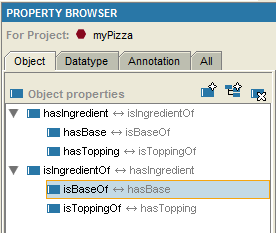 PROPERTY BROWSER
For Project: myPizza
Object Datatype Annotation All
Object properties
hasIngredient ↔ isIngredientOf
hasBase ↔ isBaseOf
hasTopping ↔ isToppingOf
isIngredientOf ↔ hasIngredient
isBaseOf ↔ hasBase
isToppingOf ↔ hasTopping